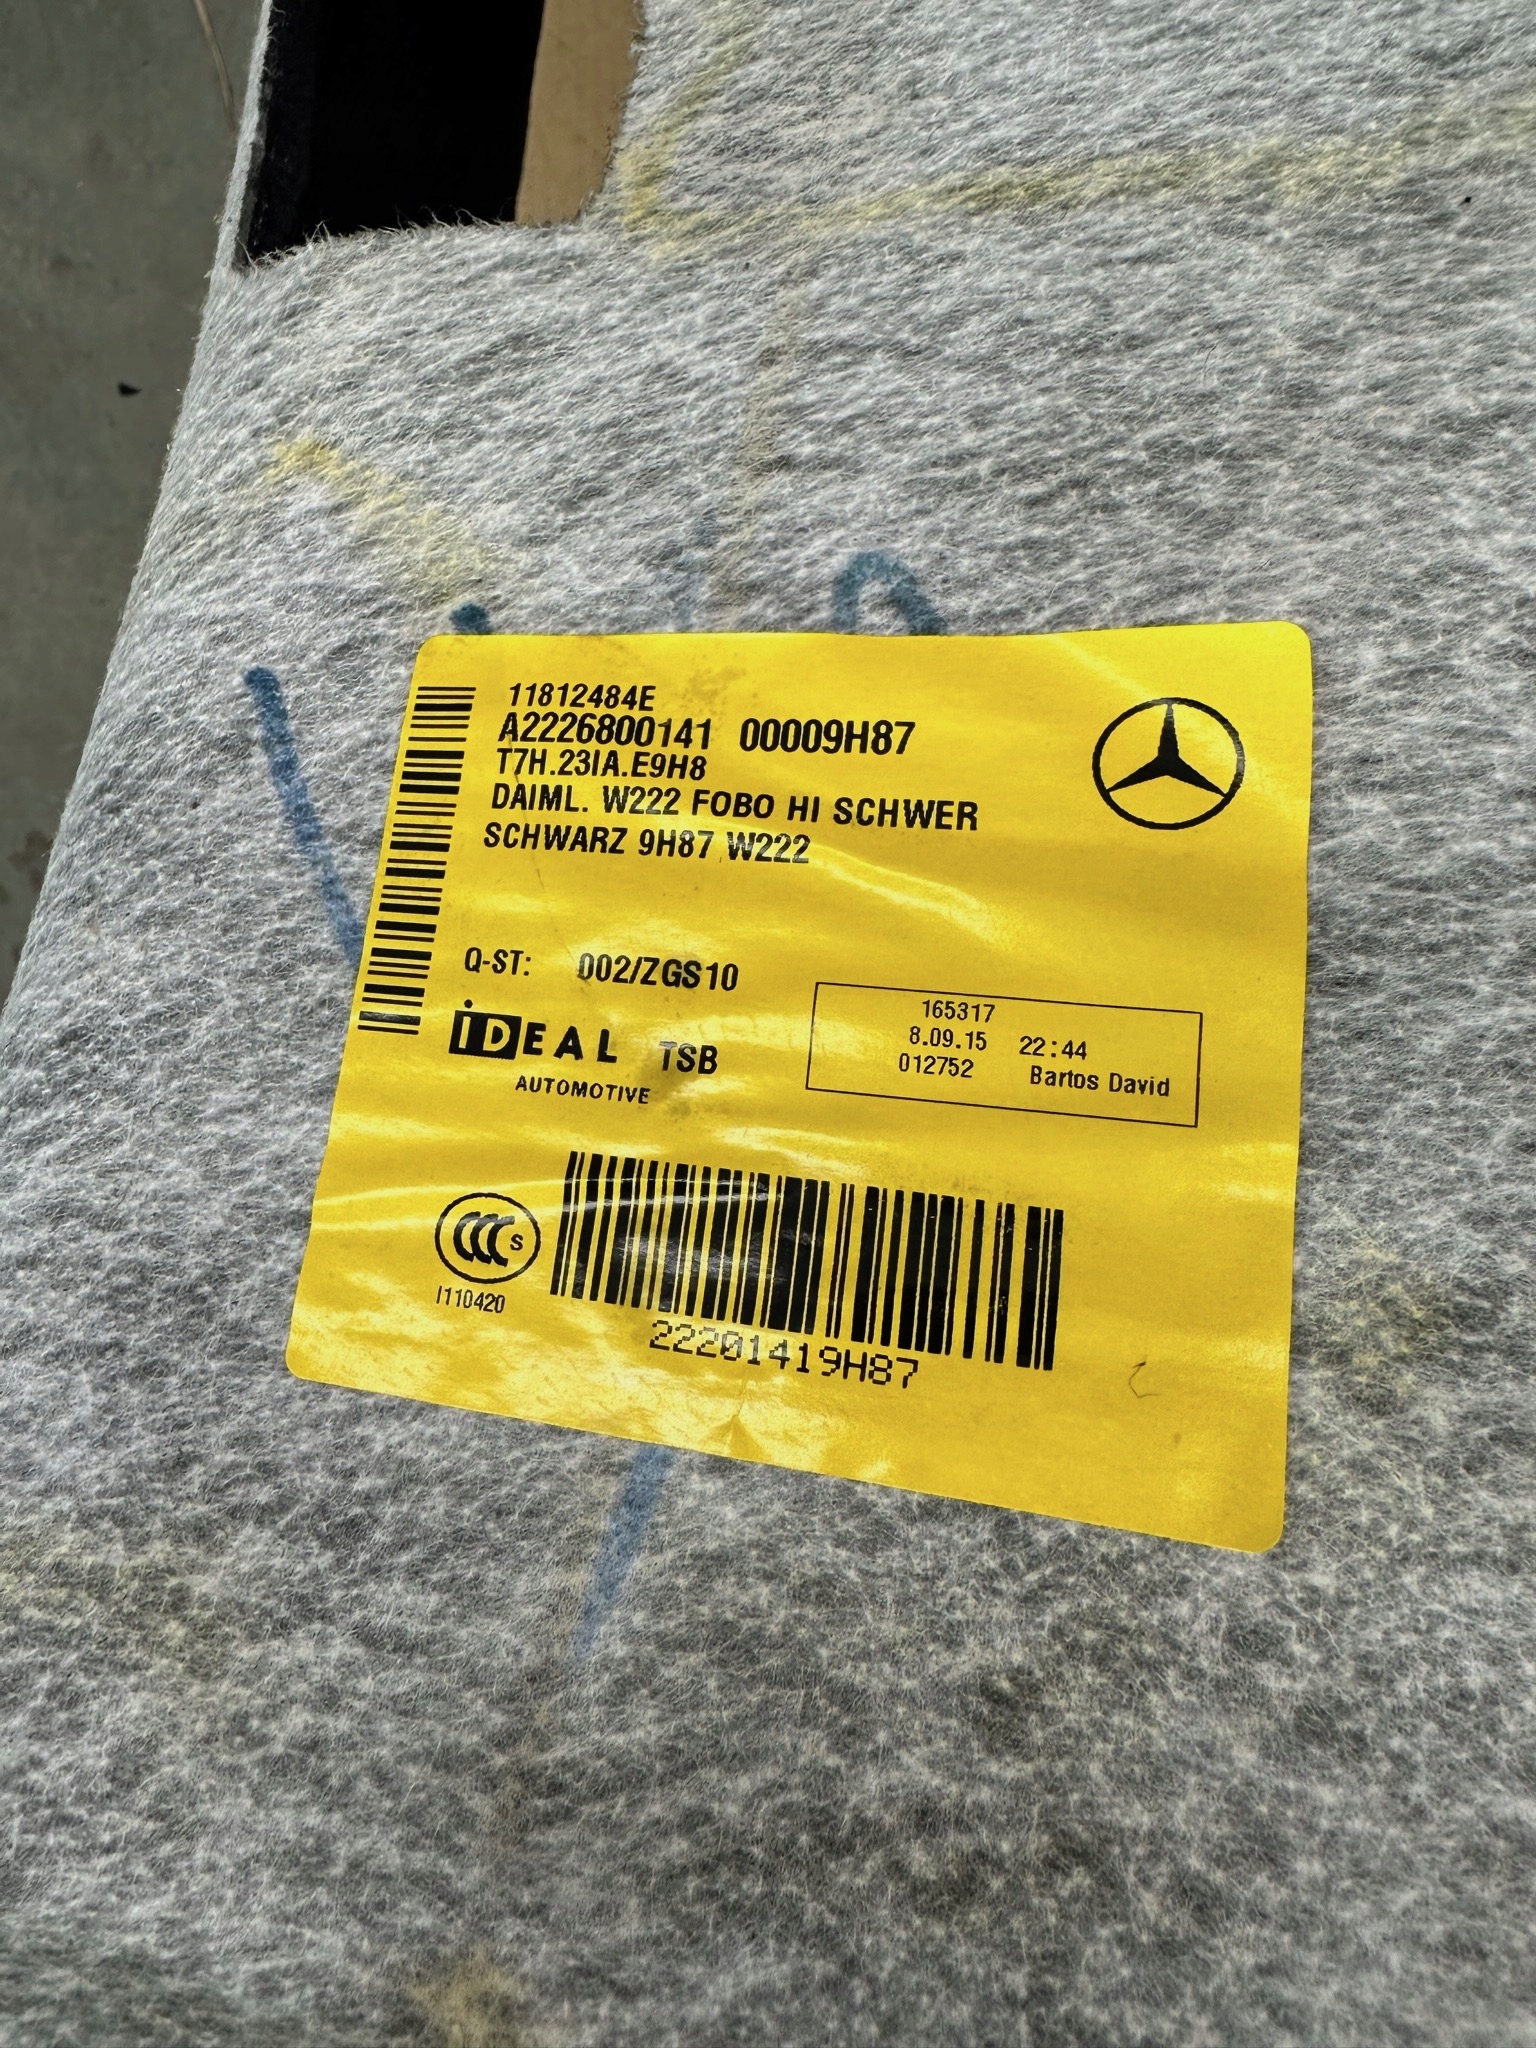 11812484E
A2226800141 00009H87
T7H.23IA.E9H8
DAIML. W222 FOBO HI SCHWER
SCHWARZ 9H87 W222
Q-ST: 002/ZGS10
iDEAL TSB
AUTOMOTIVE
165317
8.09.15 22:44
012752 Bartos David
CCC S
I110420
22201419H87